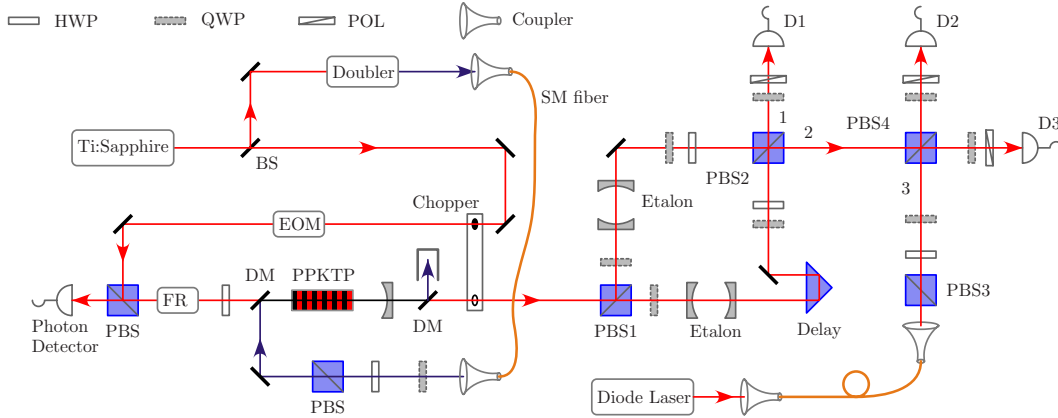 HWP
QWP
POL
Coupler
D1
D2
Doubler
SM fiber
Ti:Sapphire
BS
1
2
PBS4
D3
PBS2
3
Chopper
Etalon
EOM
DM
PPKTP
FR
PBS
DM
PBS1
Etalon
Delay
PBS3
Photon
Detector
PBS
Diode Laser